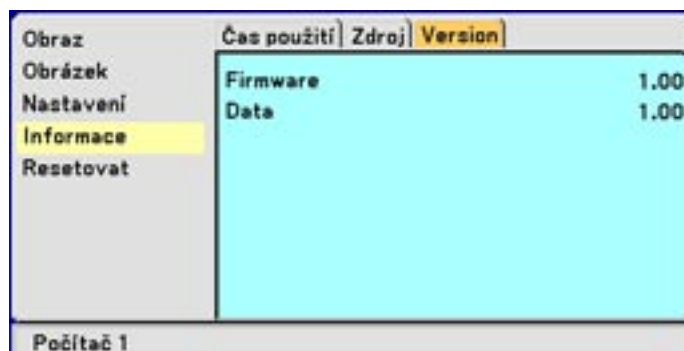 Obraz
Obrázek
Nastavení
Informace
Resetovat
Čas použití Zdroj Version
Firmware 1.00
Data 1.00
Počítač 1